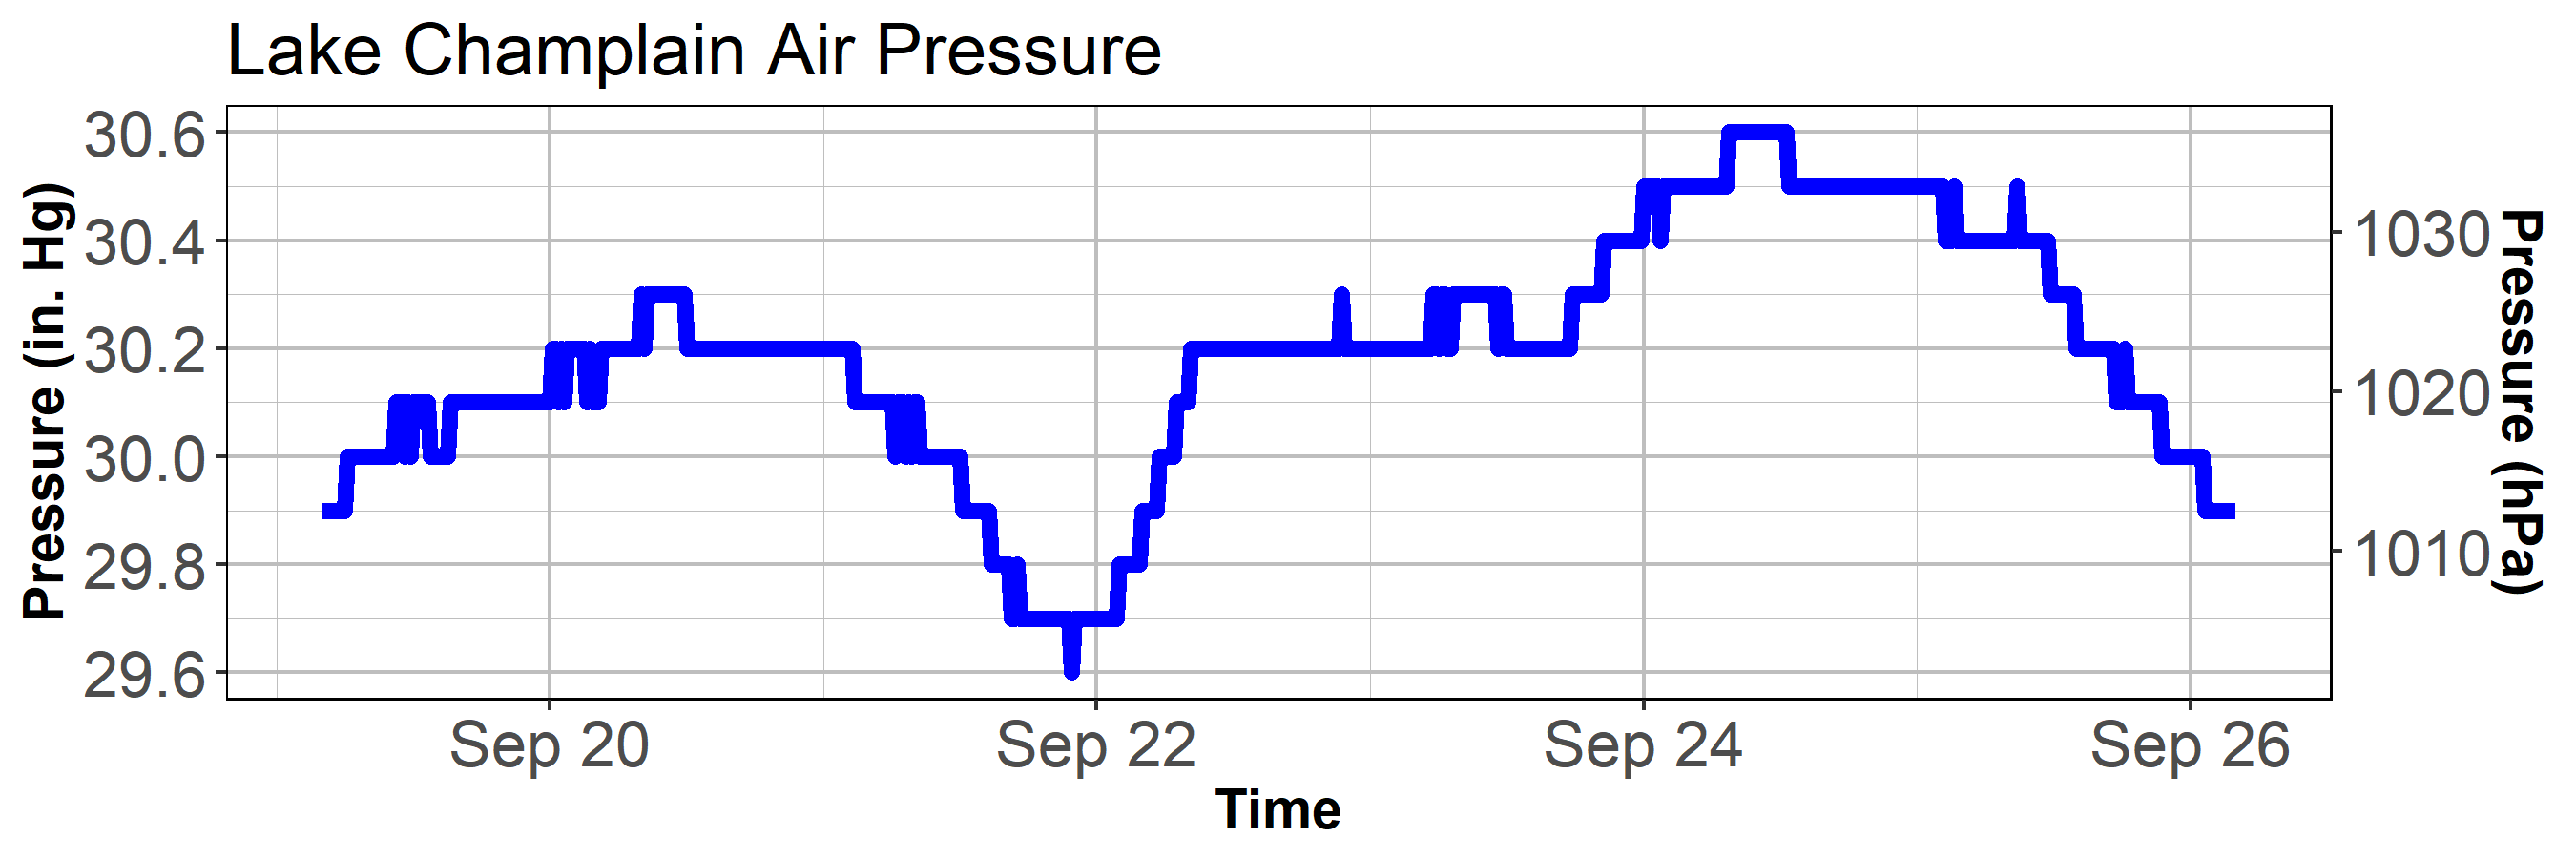 Lake Champlain Air Pressure
Pressure (in. Hg)
30.6
30.4
30.2
30.0
29.8
29.6
1030
1020
1010
Pressure (hPa)
Sep 20 Sep 22 Sep 24 Sep 26
Time